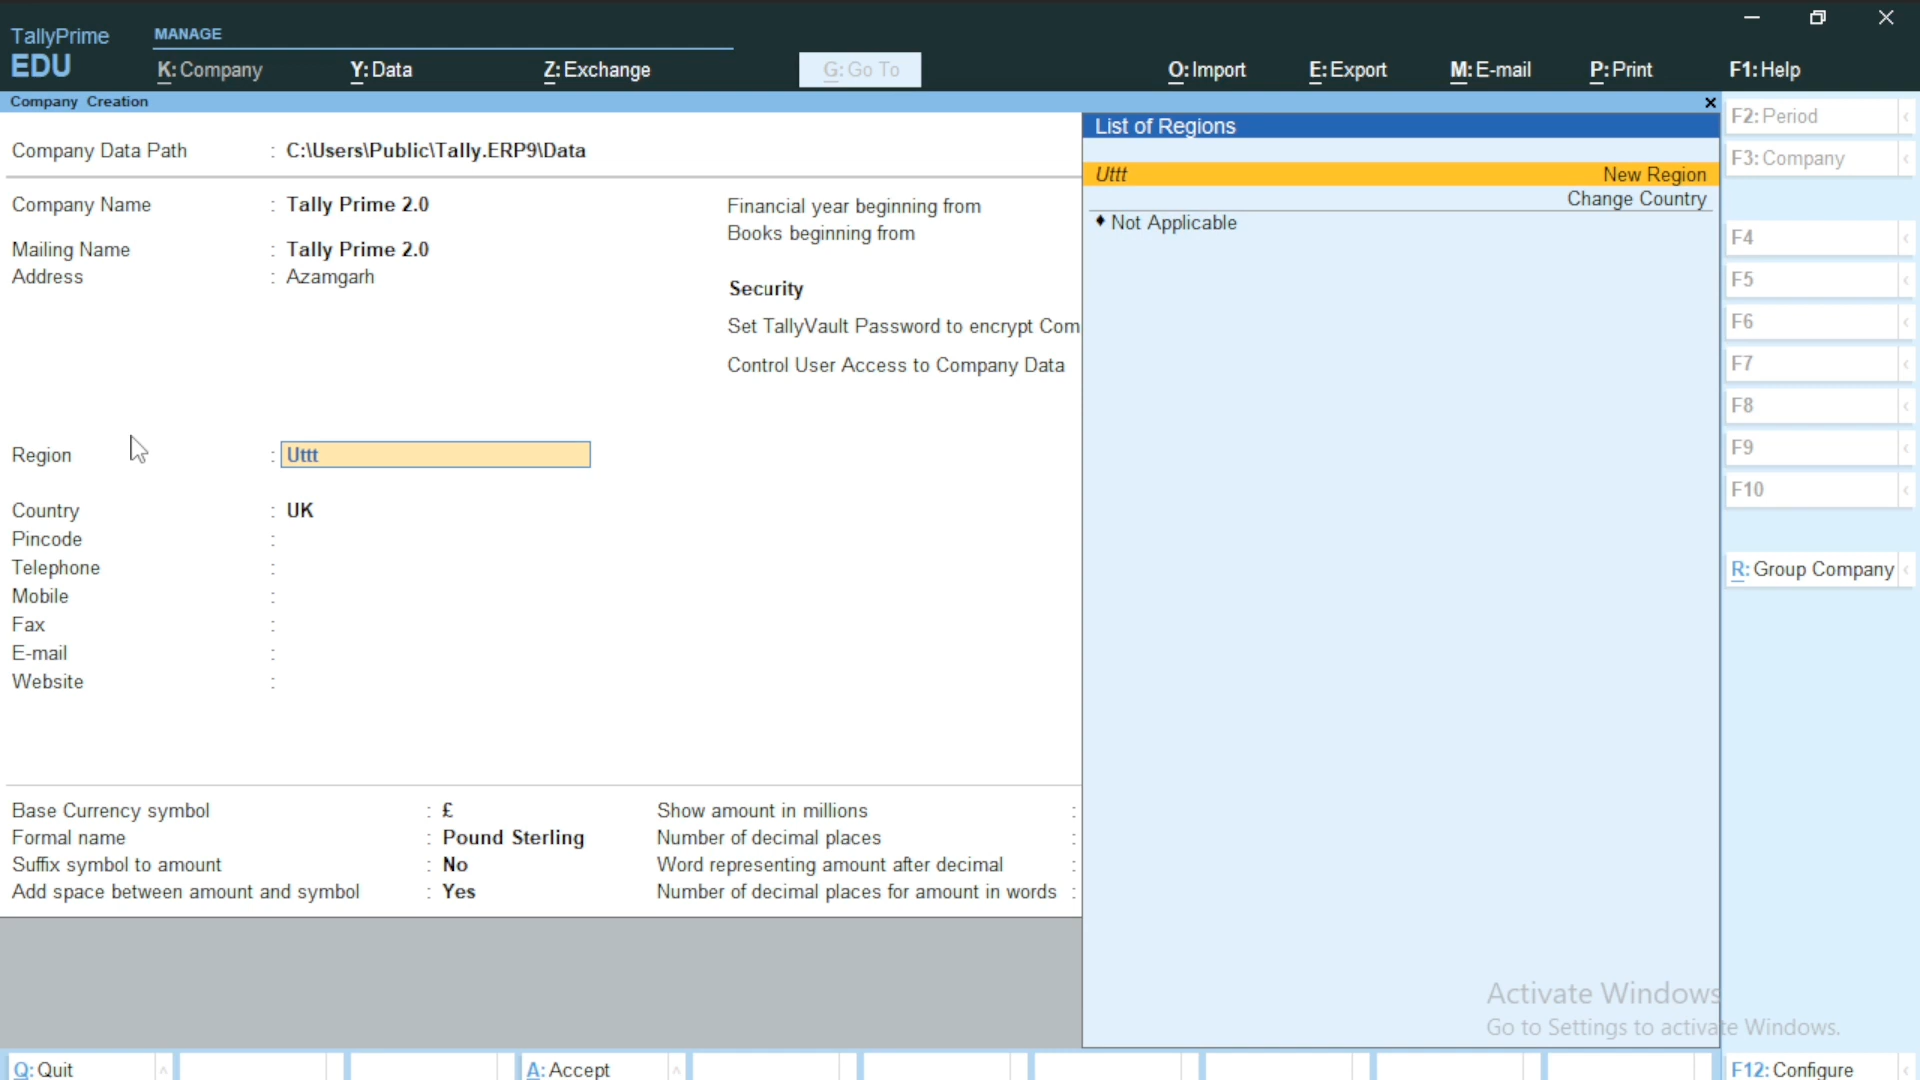 TallyPrime
EDU
MANAGE
K: Company
Y: Data
Z: Exchange
G: Go To
O: Import
E: Export
M: E-mail
P: Print
F1: Help
Company Creation
Company Data Path : C:\Users\Public\Tally.ERP9\Data
Company Name : Tally Prime 2.0
Mailing Name : Tally Prime 2.0
Address : Azamgarh
Region : Uttt
Country : UK
Pincode :
Telephone :
Mobile :
Fax :
E-mail :
Website :
Financial year beginning from
Books beginning from
Security
Set TallyVault Password to encrypt Com
Control User Access to Company Data
Base Currency symbol : £
Formal name : Pound Sterling
Suffix symbol to amount : No
Add space between amount and symbol : Yes
Show amount in millions :
Number of decimal places :
Word representing amount after decimal :
Number of decimal places for amount in words :
List of Regions
Uttt New Region
Change Country
♦ Not Applicable
F2: Period
F3: Company
F4
F5
F6
F7
F8
F9
F10
R: Group Company
Activate Windows
Go to Settings to activate Windows.
Q: Quit
A: Accept
F12: Configure